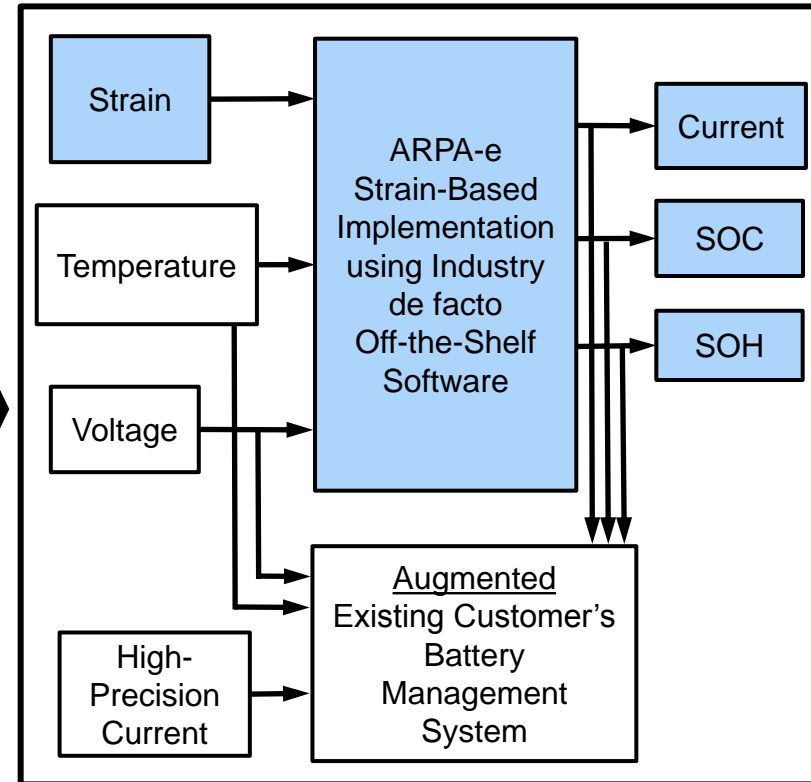 Strain
ARPA-e
Strain-Based
Implementation
using Industry
de facto
Off-the-Shelf
Software
Current
SOC
SOH
Temperature
Voltage
High-
Precision
Current
Augmented
Existing Customer’s
Battery
Management
System